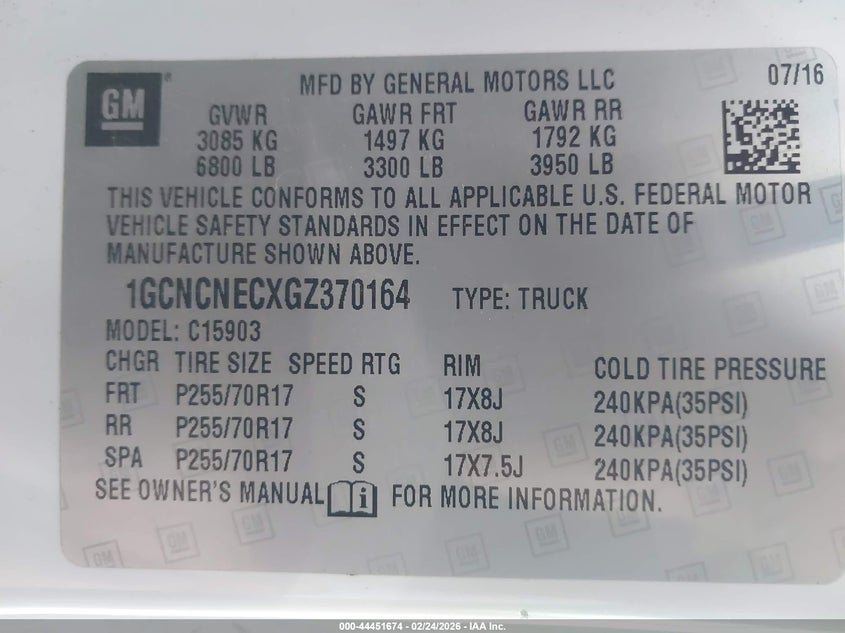 GM
MFD BY GENERAL MOTORS LLC 07/16
GVWR GAWR FRT GAWR RR
3085 KG 1497 KG 1792 KG
6800 LB 3300 LB 3950 LB
THIS VEHICLE CONFORMS TO ALL APPLICABLE U.S. FEDERAL MOTOR
VEHICLE SAFETY STANDARDS IN EFFECT ON THE DATE OF
MANUFACTURE SHOWN ABOVE.
1GCNCNECXGZ370164 TYPE: TRUCK
MODEL: C15903
CHGR TIRE SIZE SPEED RTG RIM COLD TIRE PRESSURE
FRT P255/70R17 S 17X8J 240KPA(35PSI)
RR P255/70R17 S 17X8J 240KPA(35PSI)
SPA P255/70R17 S 17X7.5J 240KPA(35PSI)
SEE OWNER'S MANUAL i FOR MORE INFORMATION.
000-44451674 - 02/24/2026 - IAA Inc.